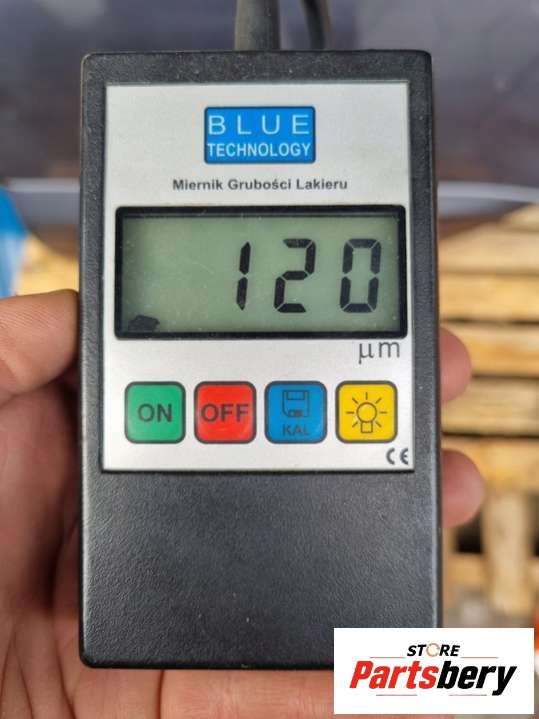 BLUE
TECHNOLOGY
Miernik Grubości Lakieru
120
μm
ON OFF KAL
CE
STORE
Partsbery